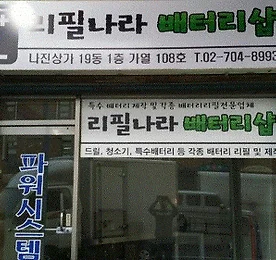 리필나라 배터리샵
나진상가 19동 1층 가열 108호 T.02-704-8993
특수 배터리 제작 및 각종 배터리리필전문업체
리필나라 배터리샵
드릴, 청소기, 특수배터리 등 각종 배터리 리필 및 제작
파워시스템